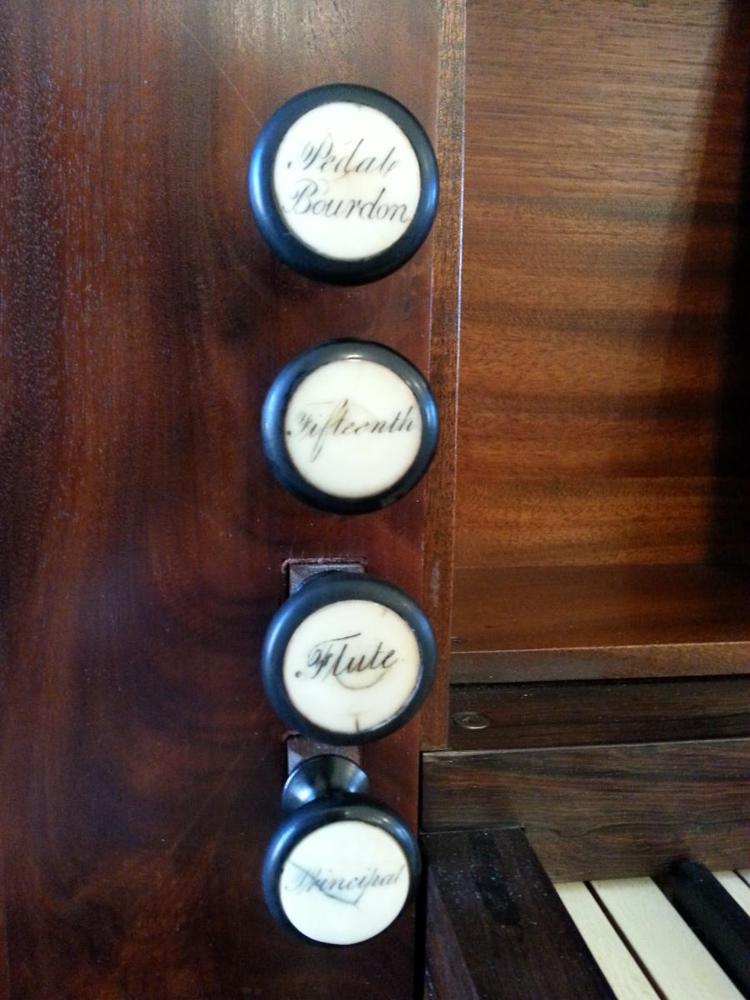 Pedal
Bourdon
Fifteenth
Flute
Principal